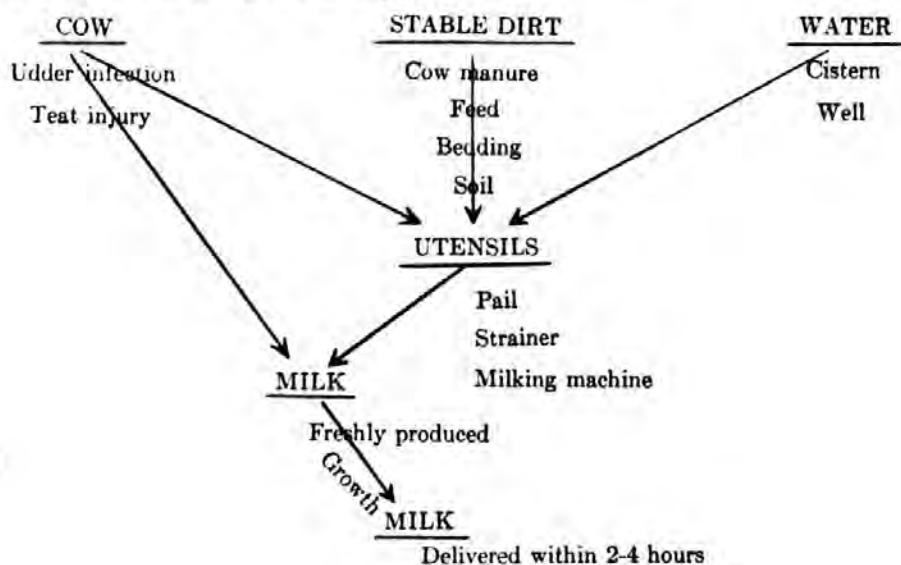 COW
STABLE DIRT
WATER
Udder infection
Cow manure
Cistern
Teat injury
Feed
Well
Bedding
Soil
UTENSILS
Pail
Strainer
Milking machine
MILK
Freshly produced
Growth
MILK
Delivered within 2-4 hours